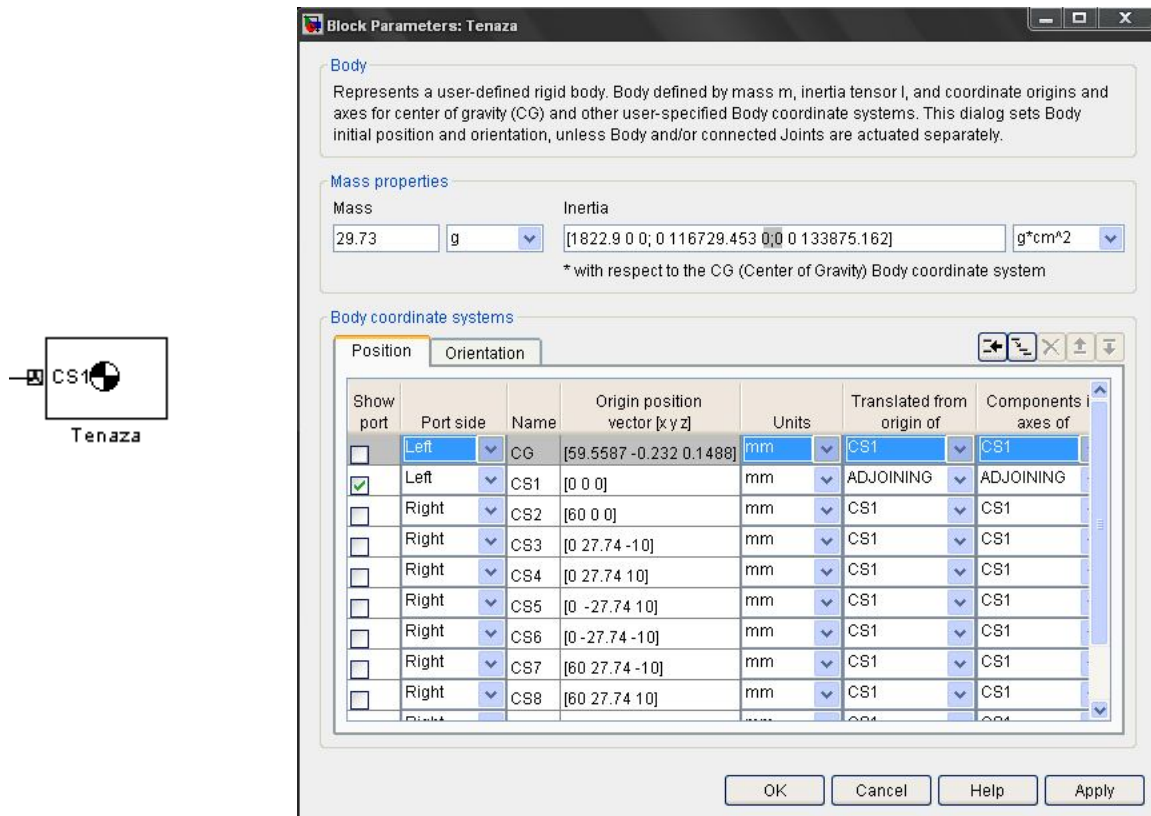 CS1
Tenaza
Block Parameters: Tenaza
Body
Represents a user-defined rigid body. Body defined by mass m, inertia tensor I, and coordinate origins and
axes for center of gravity (CG) and other user-specified Body coordinate systems. This dialog sets Body
initial position and orientation, unless Body and/or connected Joints are actuated separately.
Mass properties
Mass Inertia
29.73 g [1822.9 0 0; 0 116729.453 0;0 0 133875.162] g*cm^2
* with respect to the CG (Center of Gravity) Body coordinate system
Body coordinate systems
Position Orientation
Show Origin position Translated from Components i
port Port side Name vector [x y z] Units origin of axes of
Left CG [59.5587 -0.232 0.1488] mm CS1 CS1
Left CS1 [0 0 0] mm ADJOINING ADJOINING
Right CS2 [60 0 0] mm CS1 CS1
Right CS3 [0 27.74 -10] mm CS1 CS1
Right CS4 [0 27.74 10] mm CS1 CS1
Right CS5 [0 -27.74 10] mm CS1 CS1
Right CS6 [0 -27.74 -10] mm CS1 CS1
Right CS7 [60 27.74 -10] mm CS1 CS1
Right CS8 [60 27.74 10] mm CS1 CS1
OK Cancel Help Apply